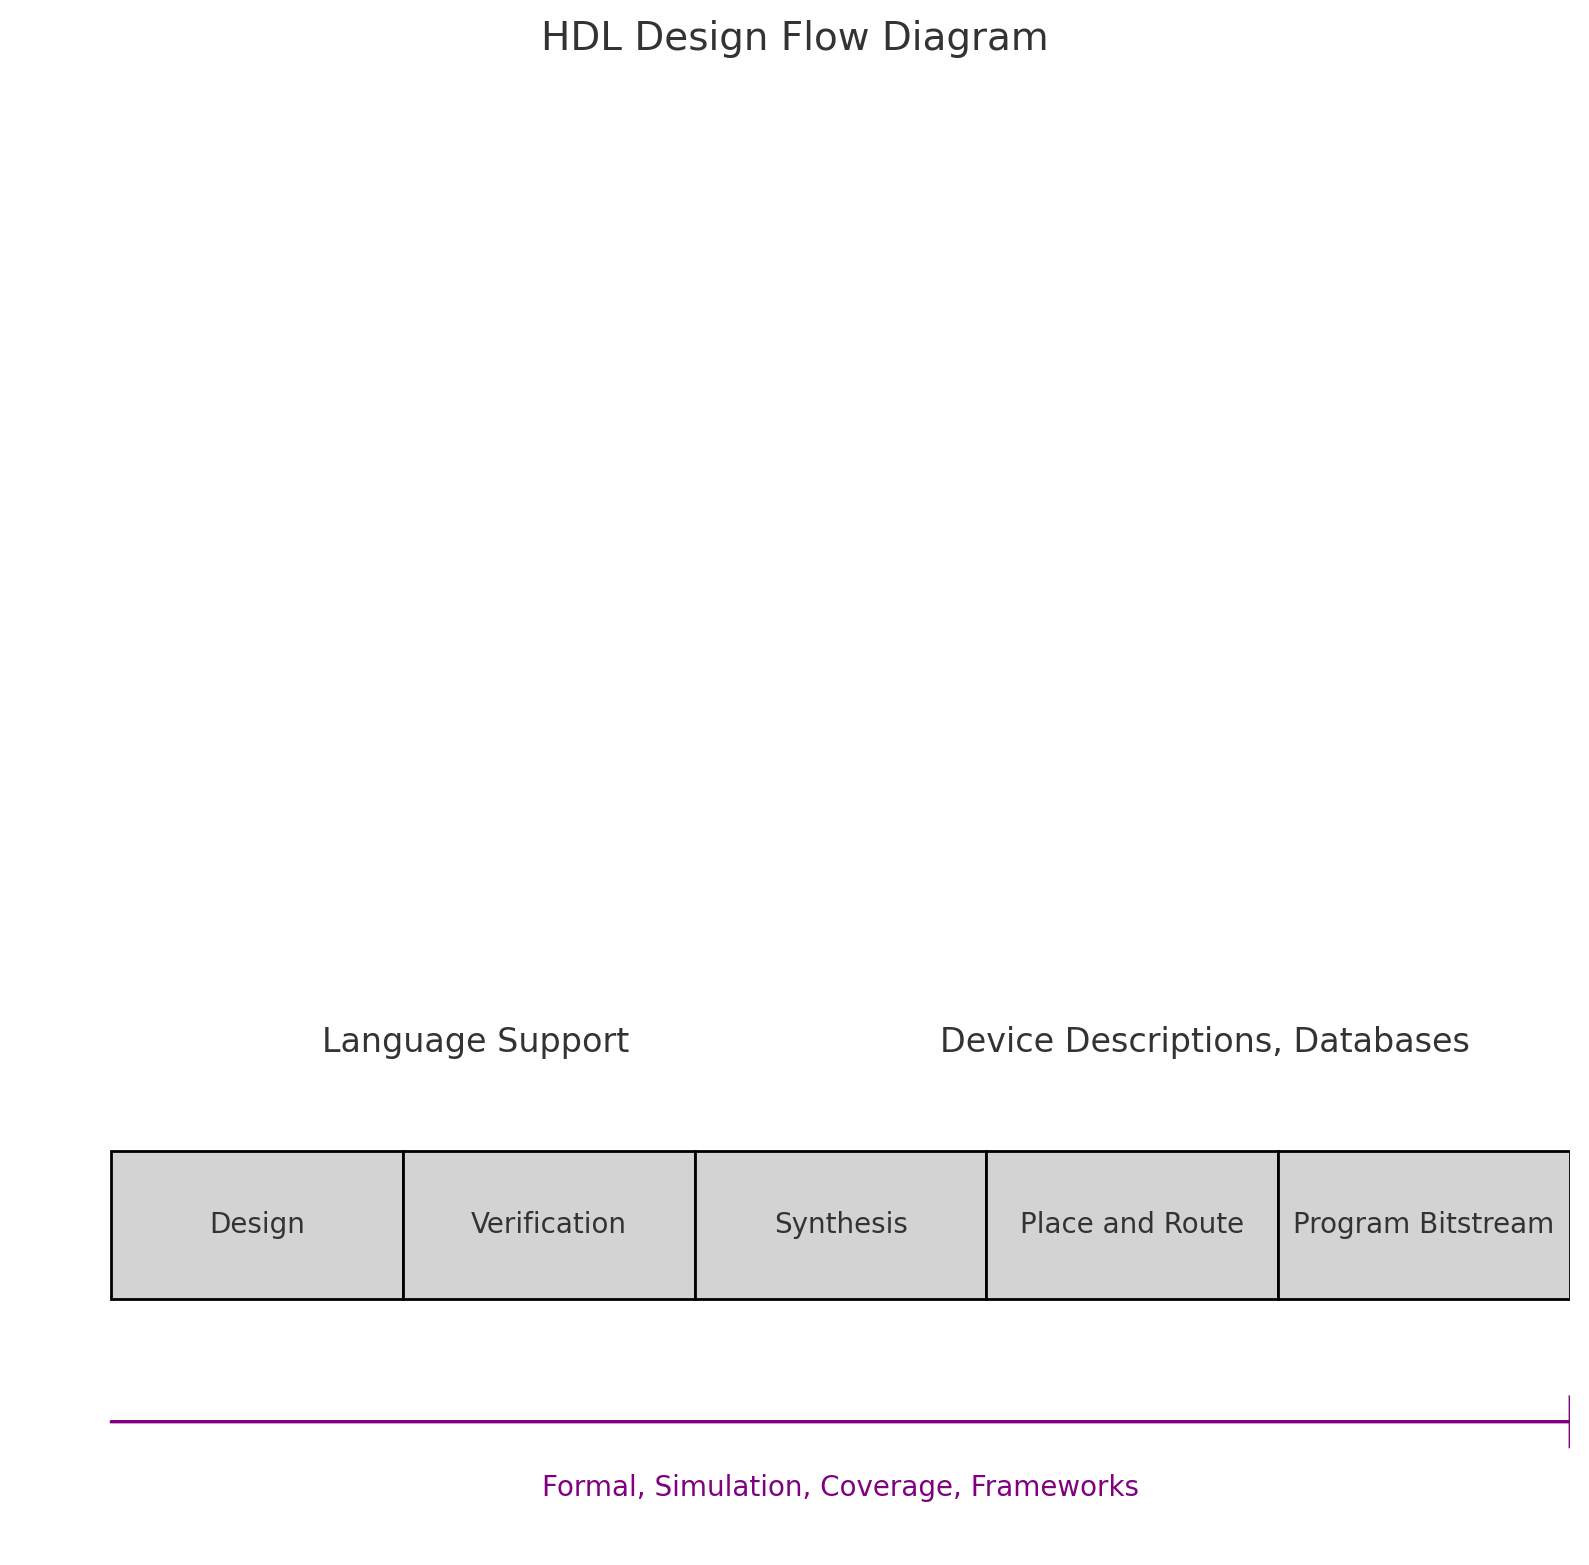 HDL Design Flow Diagram
Language Support
Device Descriptions, Databases
Design
Verification
Synthesis
Place and Route
Program Bitstream
Formal, Simulation, Coverage, Frameworks